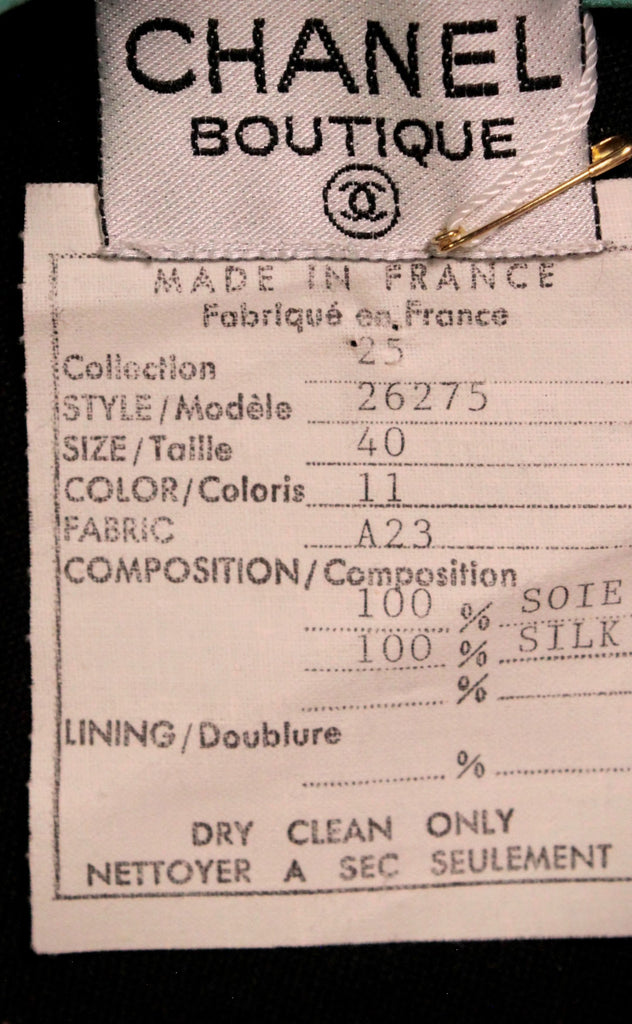 CHANEL
BOUTIQUE
MADE IN FRANCE
Fabriqué en France
Collection 25
STYLE/Modèle 26275
SIZE/Taille 40
COLOR/Coloris 11
FABRIC A23
COMPOSITION/Composition
100 % SOIE
100 % SILK
%
LINING/Doublure
%
DRY CLEAN ONLY
NETTOYER A SEC SEULEMENT